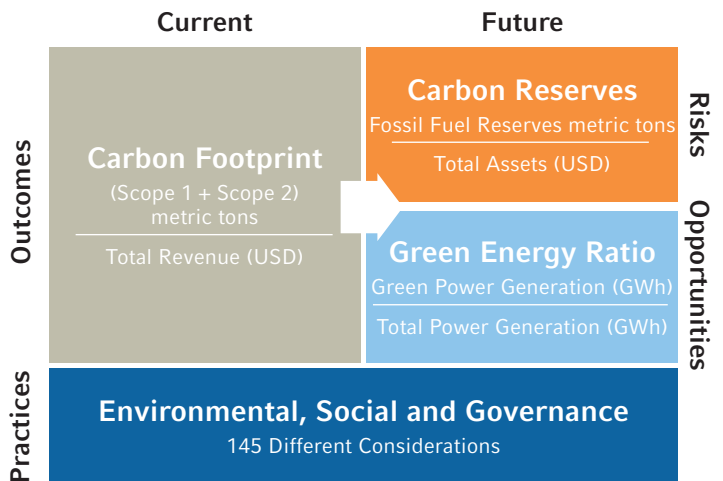 Current
Future
Outcomes
Carbon Footprint
(Scope 1 + Scope 2)
metric tons
Total Revenue (USD)
Carbon Reserves
Fossil Fuel Reserves metric tons
Total Assets (USD)
Risks
Green Energy Ratio
Green Power Generation (GWh)
Total Power Generation (GWh)
Opportunities
Practices
Environmental, Social and Governance
145 Different Considerations